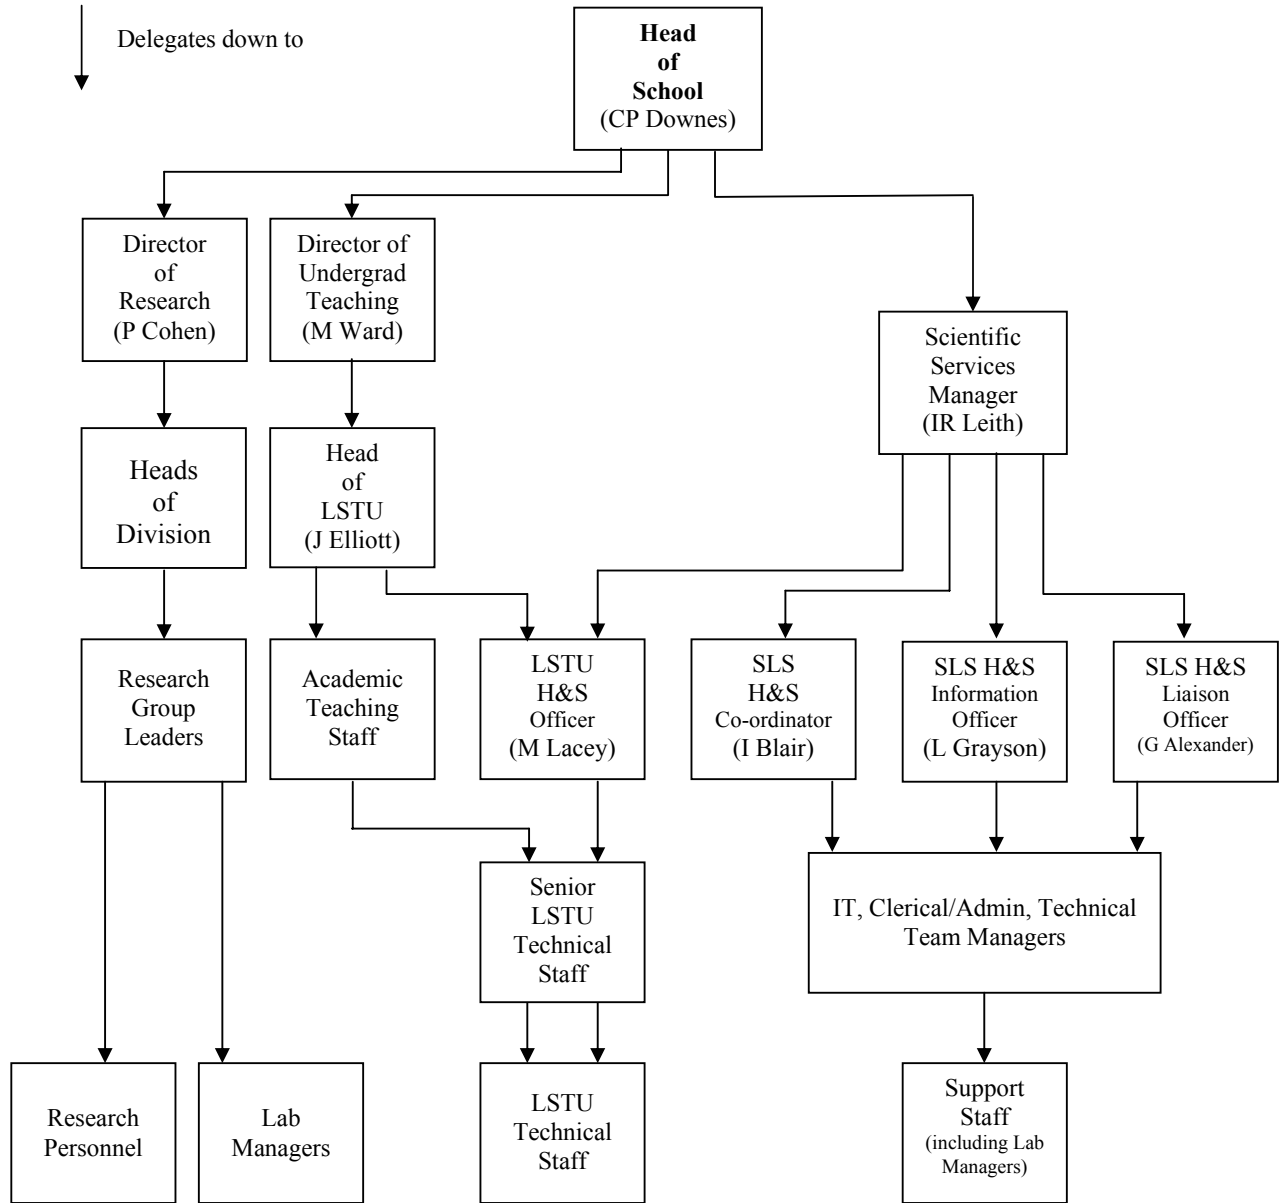 Delegates down to
Head
of
School
(CP Downes)
Director
of
Research
(P Cohen)
Director of
Undergrad
Teaching
(M Ward)
Scientific
Services
Manager
(IR Leith)
Heads
of
Division
Head
of
LSTU
(J Elliott)
Research
Group
Leaders
Academic
Teaching
Staff
LSTU
H&S
Officer
(M Lacey)
SLS
H&S
Co-ordinator
(I Blair)
SLS H&S
Information
Officer
(L Grayson)
SLS H&S
Liaison
Officer
(G Alexander)
Senior
LSTU
Technical
Staff
IT, Clerical/Admin, Technical
Team Managers
Research
Personnel
Lab
Managers
LSTU
Technical
Staff
Support
Staff
(including Lab
Managers)